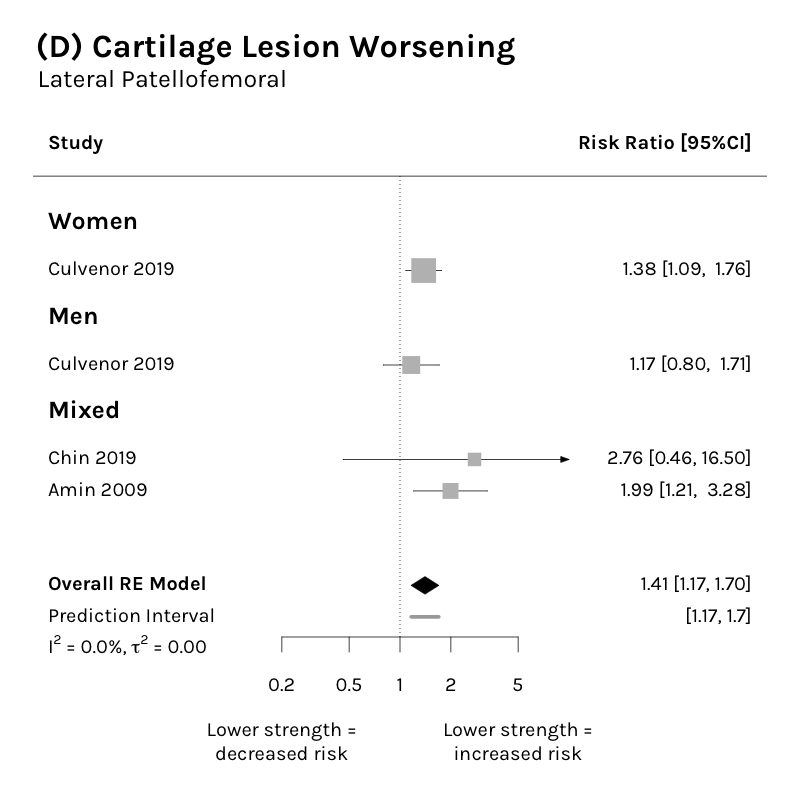 (D) Cartilage Lesion Worsening
Lateral Patellofemoral
Study Risk Ratio [95%CI]
Women
Culvenor 2019 1.38 [1.09, 1.76]
Men
Culvenor 2019 1.17 [0.80, 1.71]
Mixed
Chin 2019 2.76 [0.46, 16.50]
Amin 2009 1.99 [1.21, 3.28]
Overall RE Model 1.41 [1.17, 1.70]
Prediction Interval [1.17, 1.7]
I² = 0.0%, τ² = 0.00
0.2 0.5 1 2 5
Lower strength = Lower strength =
decreased risk increased risk